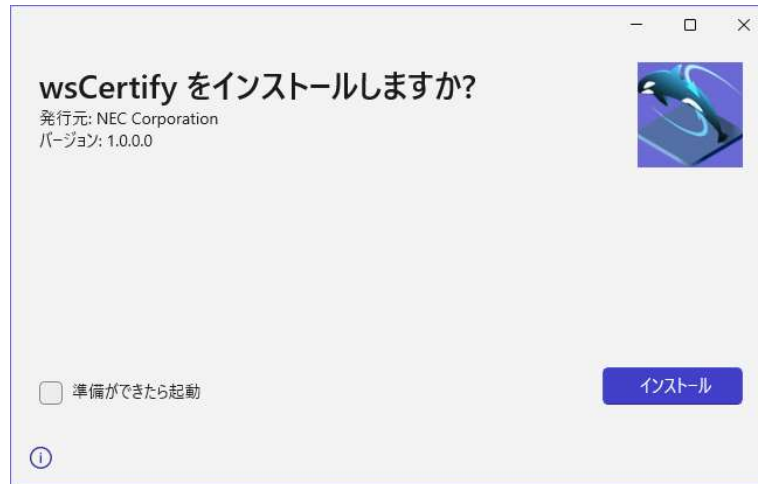 wsCertify をインストールしますか?
発行元: NEC Corporation
バージョン: 1.0.0.0
準備ができたら起動
インストール